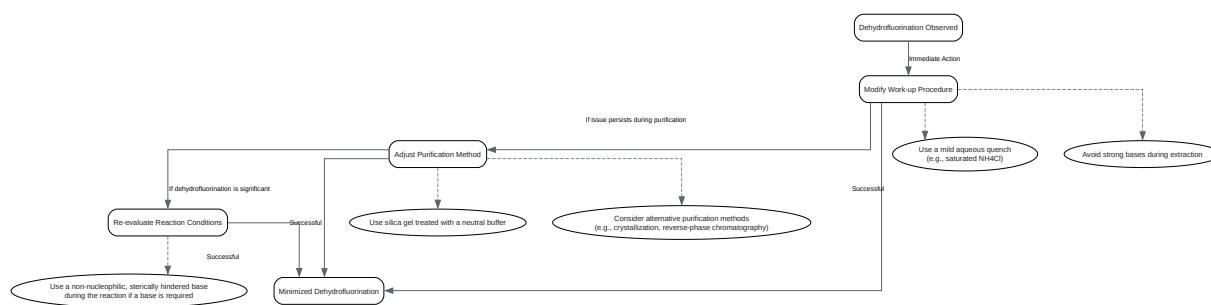 Dehydrofluorination Observed
Immediate Action
Modify Work-up Procedure
If issue persists during purification
Adjust Purification Method
Use a mild aqueous quench
(e.g., saturated NH4Cl)
Avoid strong bases during extraction
If dehydrofluorination is significant
Successful
Re-evaluate Reaction Conditions
Successful
Use silica gel treated with a neutral buffer
Consider alternative purification methods
(e.g., crystallization, reverse-phase chromatography)
Successful
Use a non-nucleophilic, sterically hindered base
during the reaction if a base is required
Minimized Dehydrofluorination